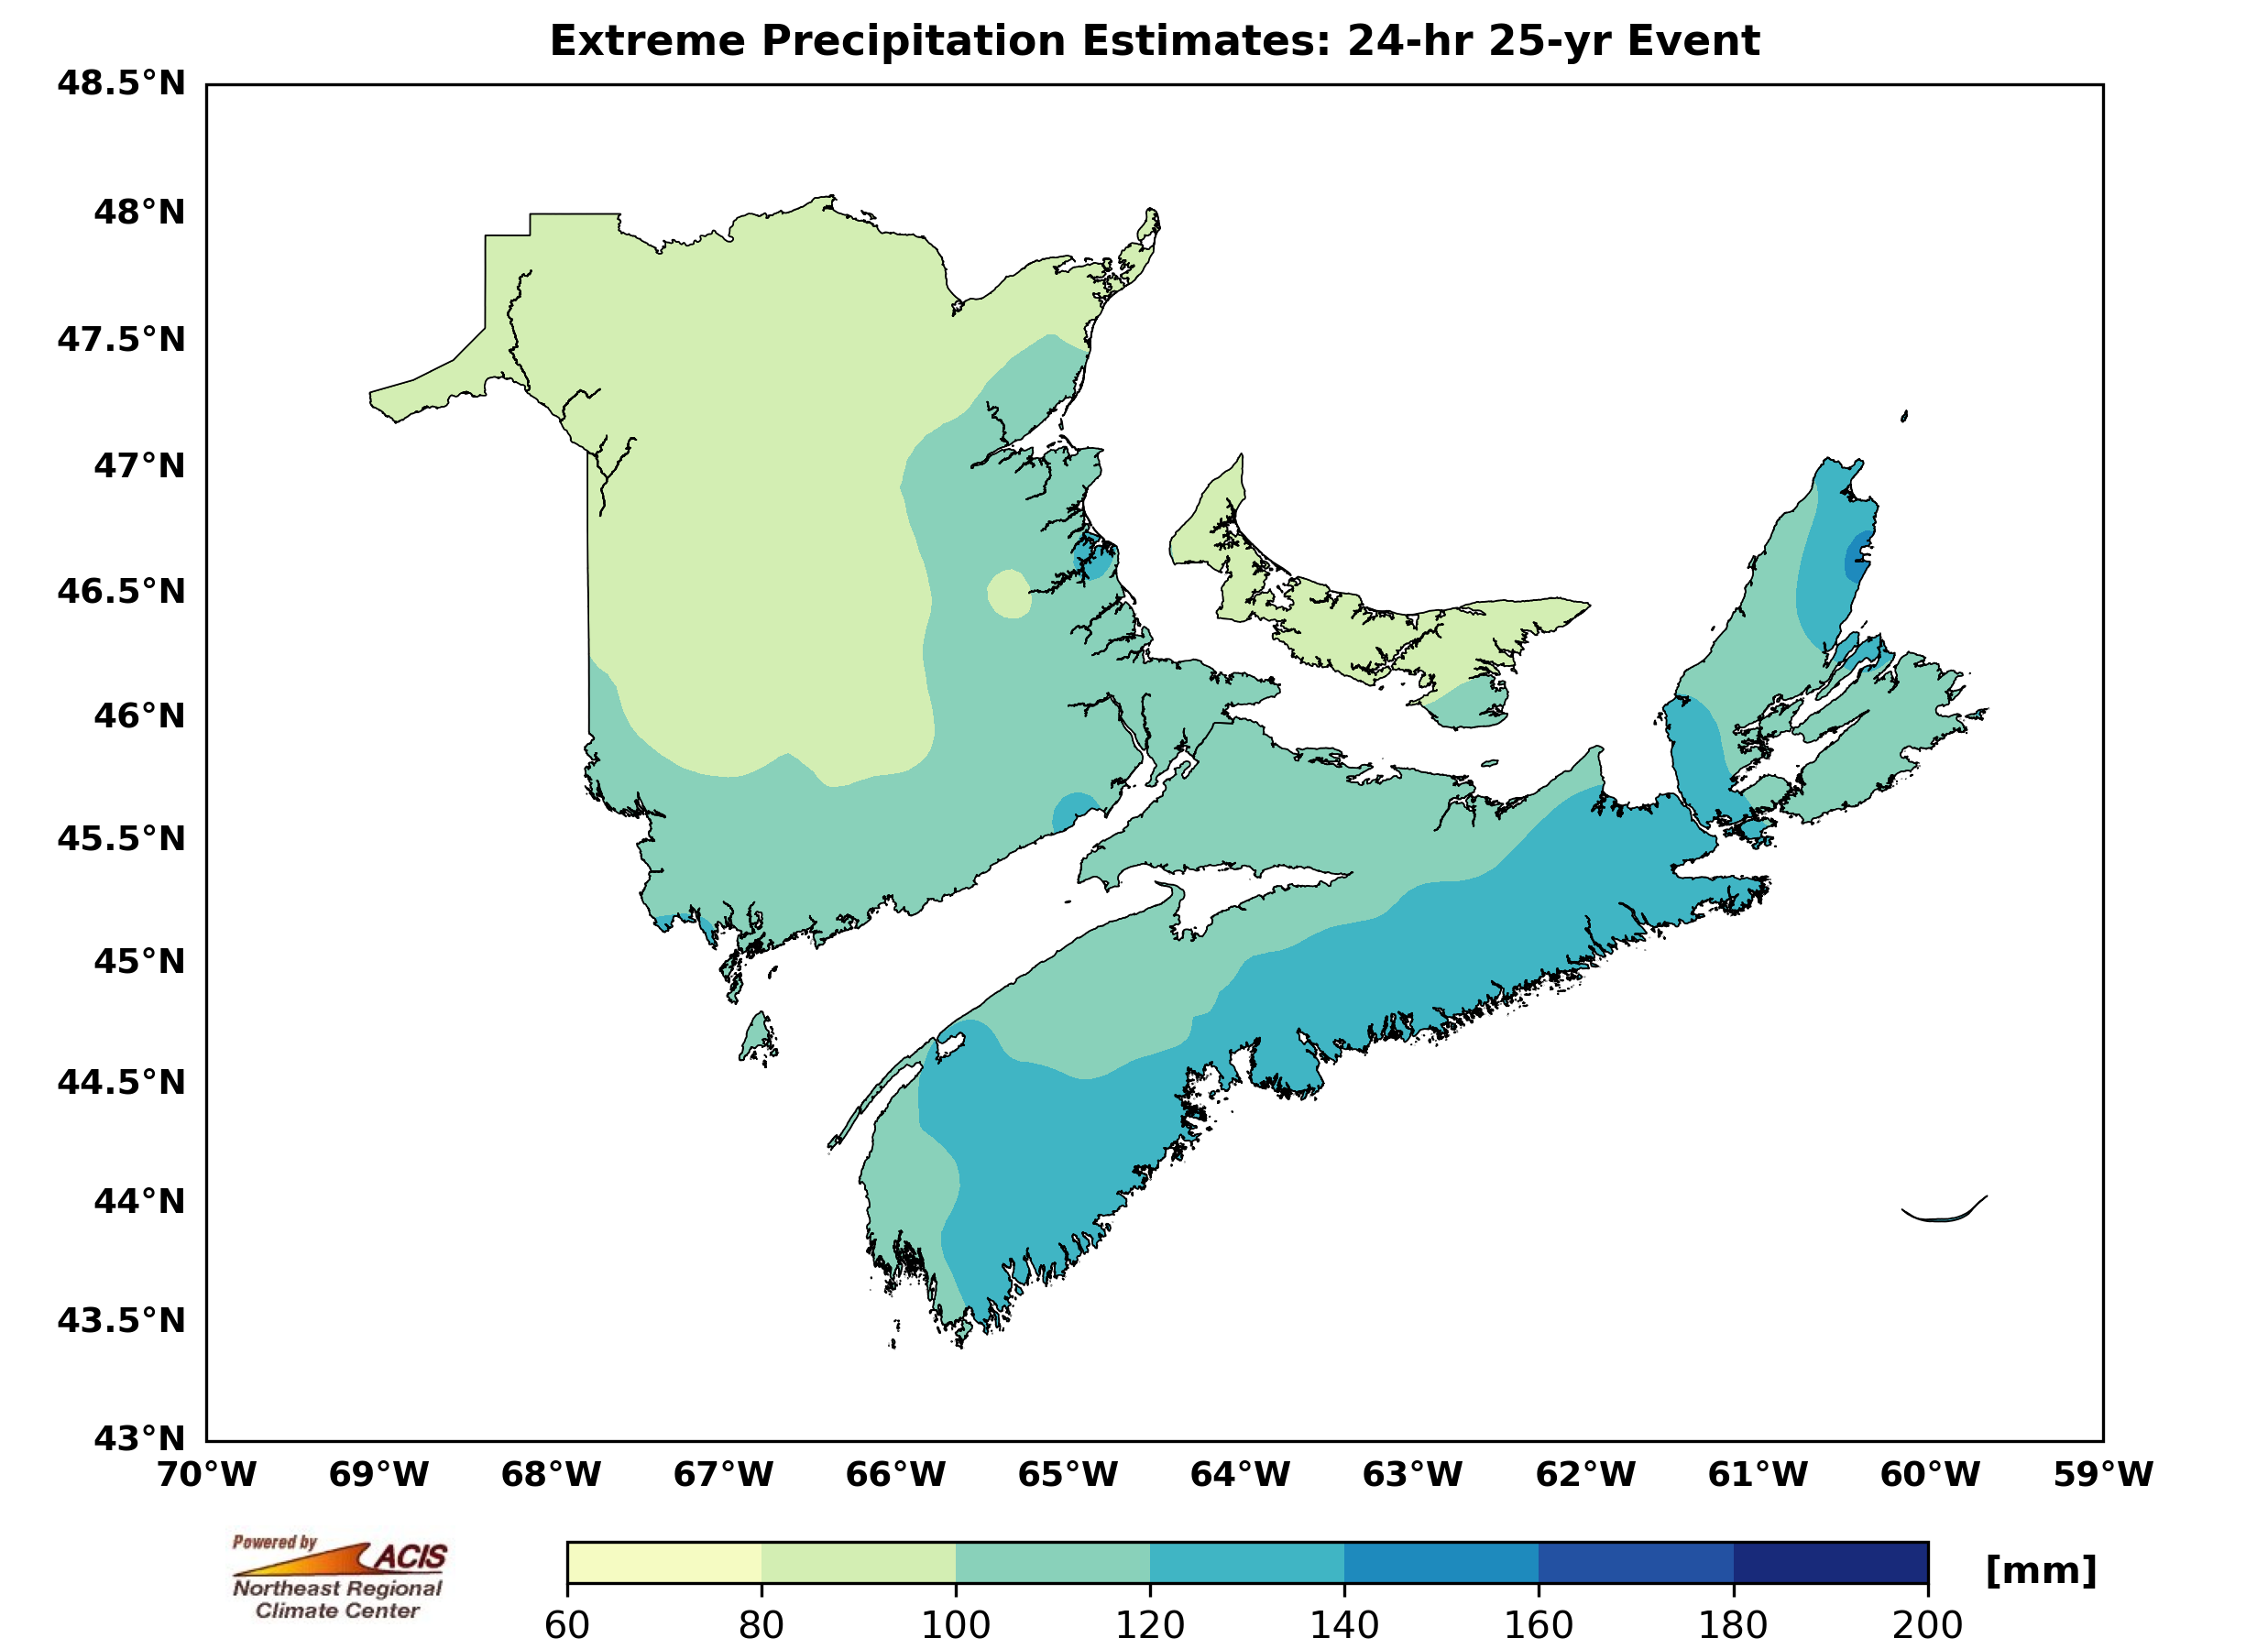 Extreme Precipitation Estimates: 24-hr 25-yr Event
48.5°N
48°N
47.5°N
47°N
46.5°N
46°N
45.5°N
45°N
44.5°N
44°N
43.5°N
43°N
70°W 69°W 68°W 67°W 66°W 65°W 64°W 63°W 62°W 61°W 60°W 59°W
Powered by
ACIS
Northeast Regional
Climate Center
[mm]
60 80 100 120 140 160 180 200